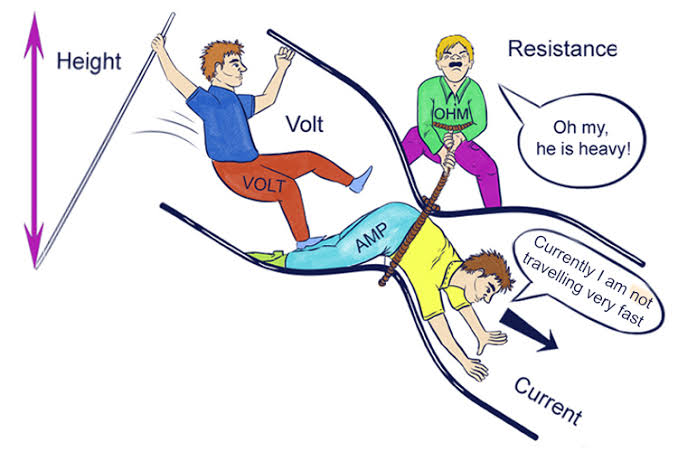 Height
Resistance
OHM
Oh my,
he is heavy!
Volt
VOLT
AMP
Currently I am not
travelling very fast
Current